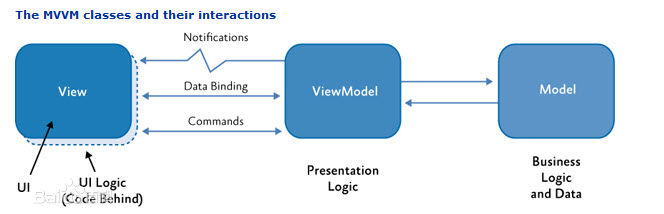 The MVVM classes and their interactions
Notifications
View
Data Binding
ViewModel
Model
Commands
UI
UI Logic
(Code Behind)
Presentation
Logic
Business
Logic
and Data